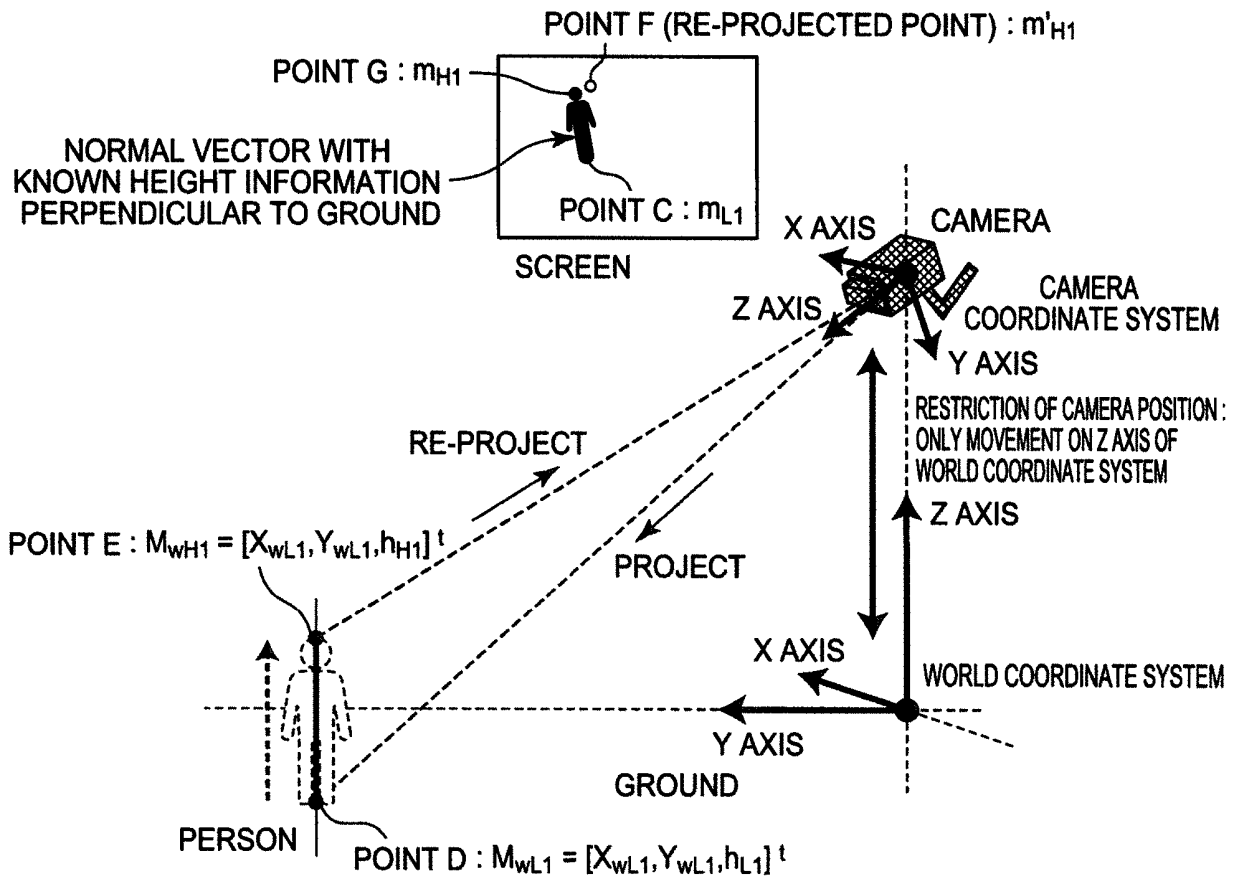 POINT F (RE-PROJECTED POINT) : m'H1
POINT G : mH1
NORMAL VECTOR WITH
KNOWN HEIGHT INFORMATION
PERPENDICULAR TO GROUND
POINT C : mL1
SCREEN
X AXIS
CAMERA
Z AXIS
CAMERA
COORDINATE SYSTEM
Y AXIS
RESTRICTION OF CAMERA POSITION :
ONLY MOVEMENT ON Z AXIS OF
WORLD COORDINATE SYSTEM
RE-PROJECT
Z AXIS
POINT E : MwH1 = [XwL1,YwL1,hH1] t
PROJECT
X AXIS
WORLD COORDINATE SYSTEM
Y AXIS
GROUND
PERSON
POINT D : MwL1 = [XwL1,YwL1,hL1] t